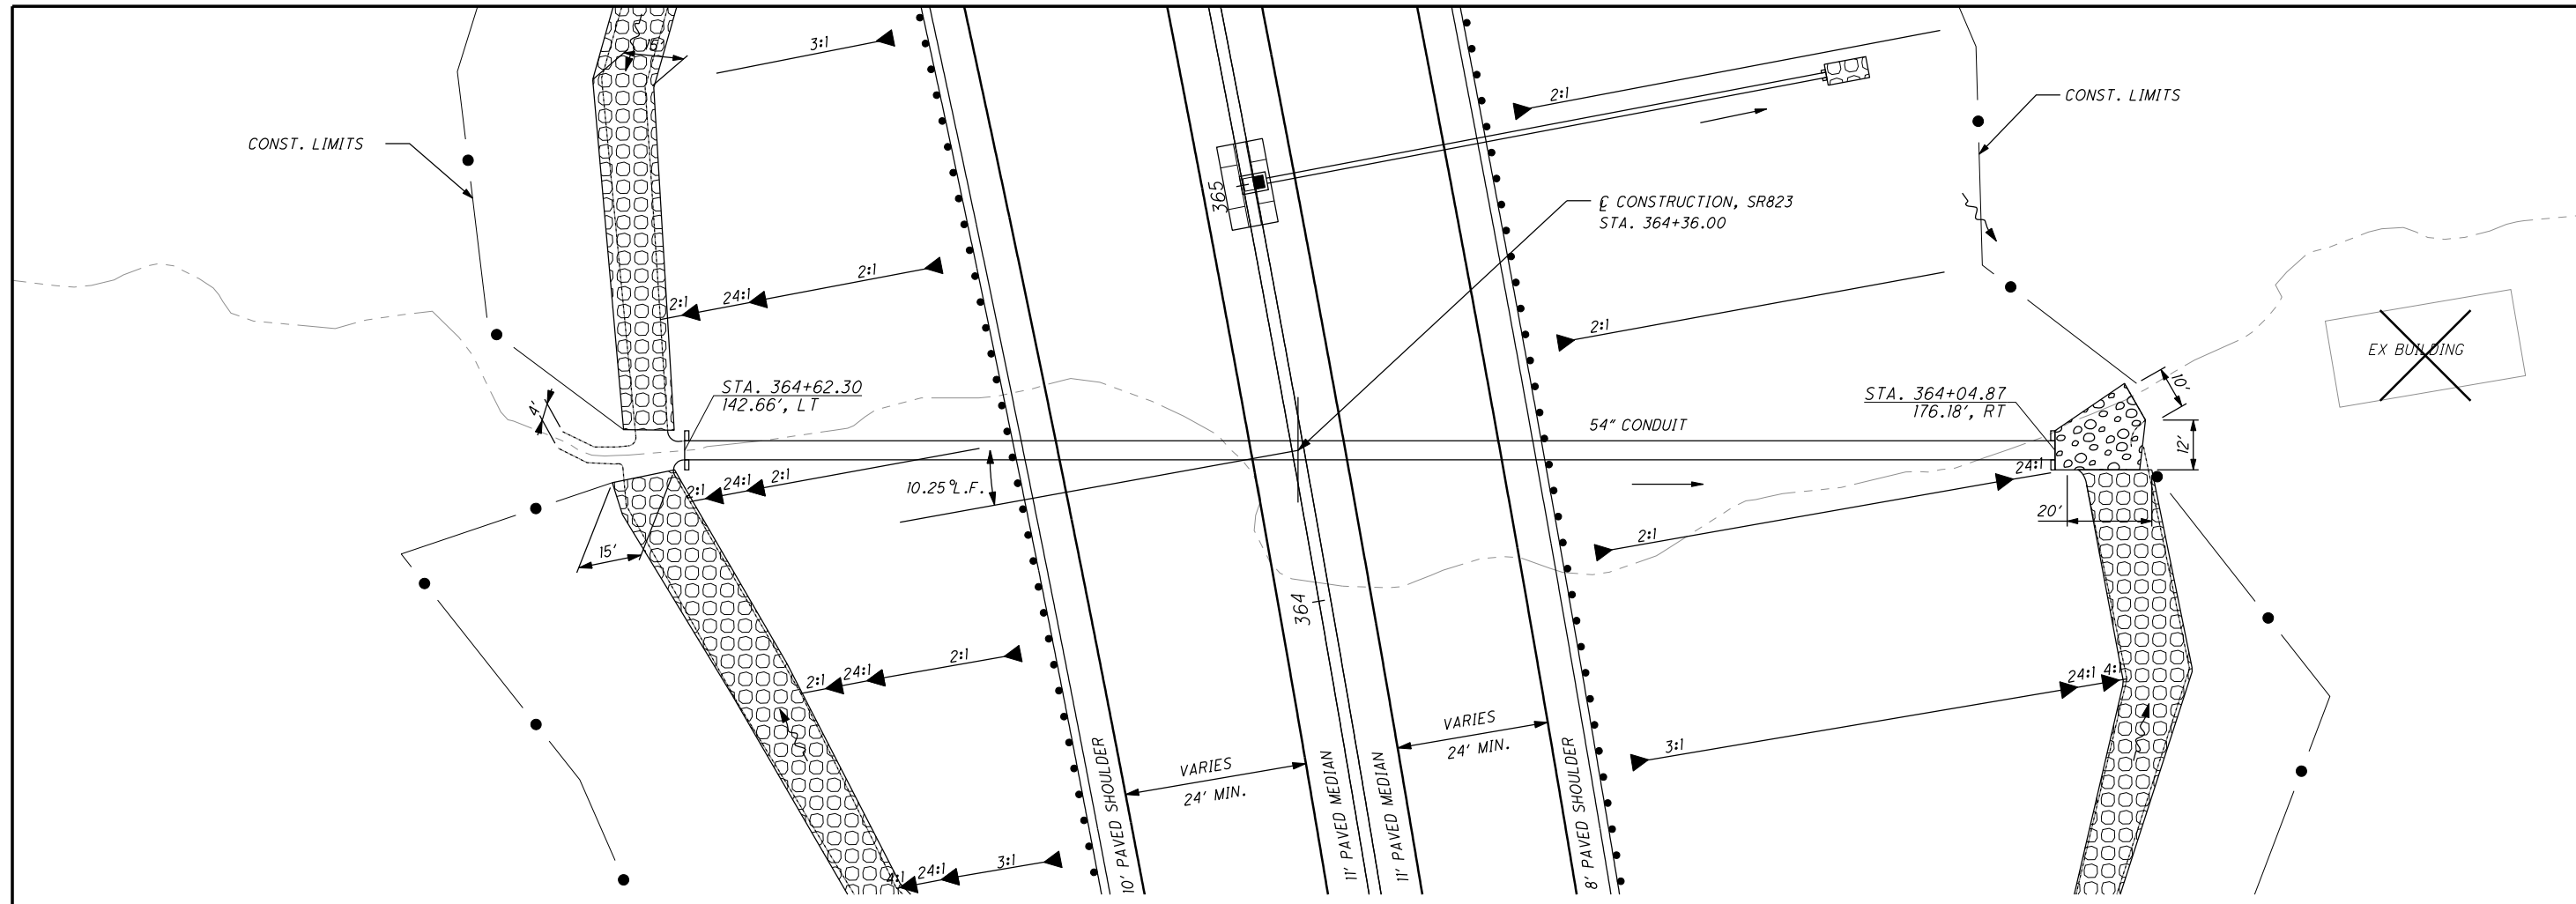 15'
3:1
2:1
CONST. LIMITS
CONST. LIMITS
365
℄ CONSTRUCTION, SR823
STA. 364+36.00
2:1
24:1
2:1
2:1
EX BUILDING
STA. 364+62.30
142.66', LT
STA. 364+04.87
176.18', RT
10'
4'
54" CONDUIT
12'
2:1
24:1
2:1
24:1
10.25° L.F.
20'
2:1
15'
364
2:1
24:1
2:1
24:1
4:1
VARIES
24' MIN.
3:1
VARIES
24' MIN.
10' PAVED SHOULDER
11' PAVED MEDIAN
11' PAVED MEDIAN
8' PAVED SHOULDER
4:1
24:1
3:1